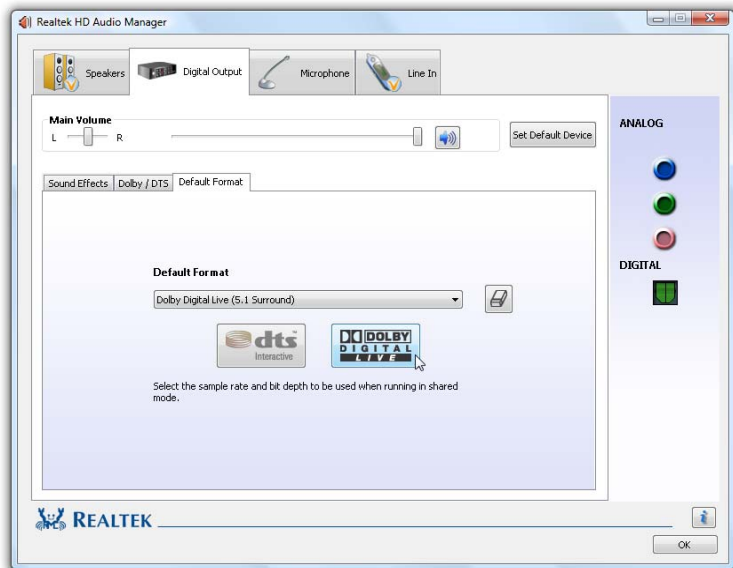 Realtek HD Audio Manager
Speakers
Digital Output
Microphone
Line In
Main Volume
L
R
Set Default Device
Sound Effects
Dolby / DTS
Default Format
Default Format
Dolby Digital Live (5.1 Surround)
dts
Interactive
DOLBY
DIGITAL
LIVE
Select the sample rate and bit depth to be used when running in shared
mode.
ANALOG
DIGITAL
REALTEK
i
OK